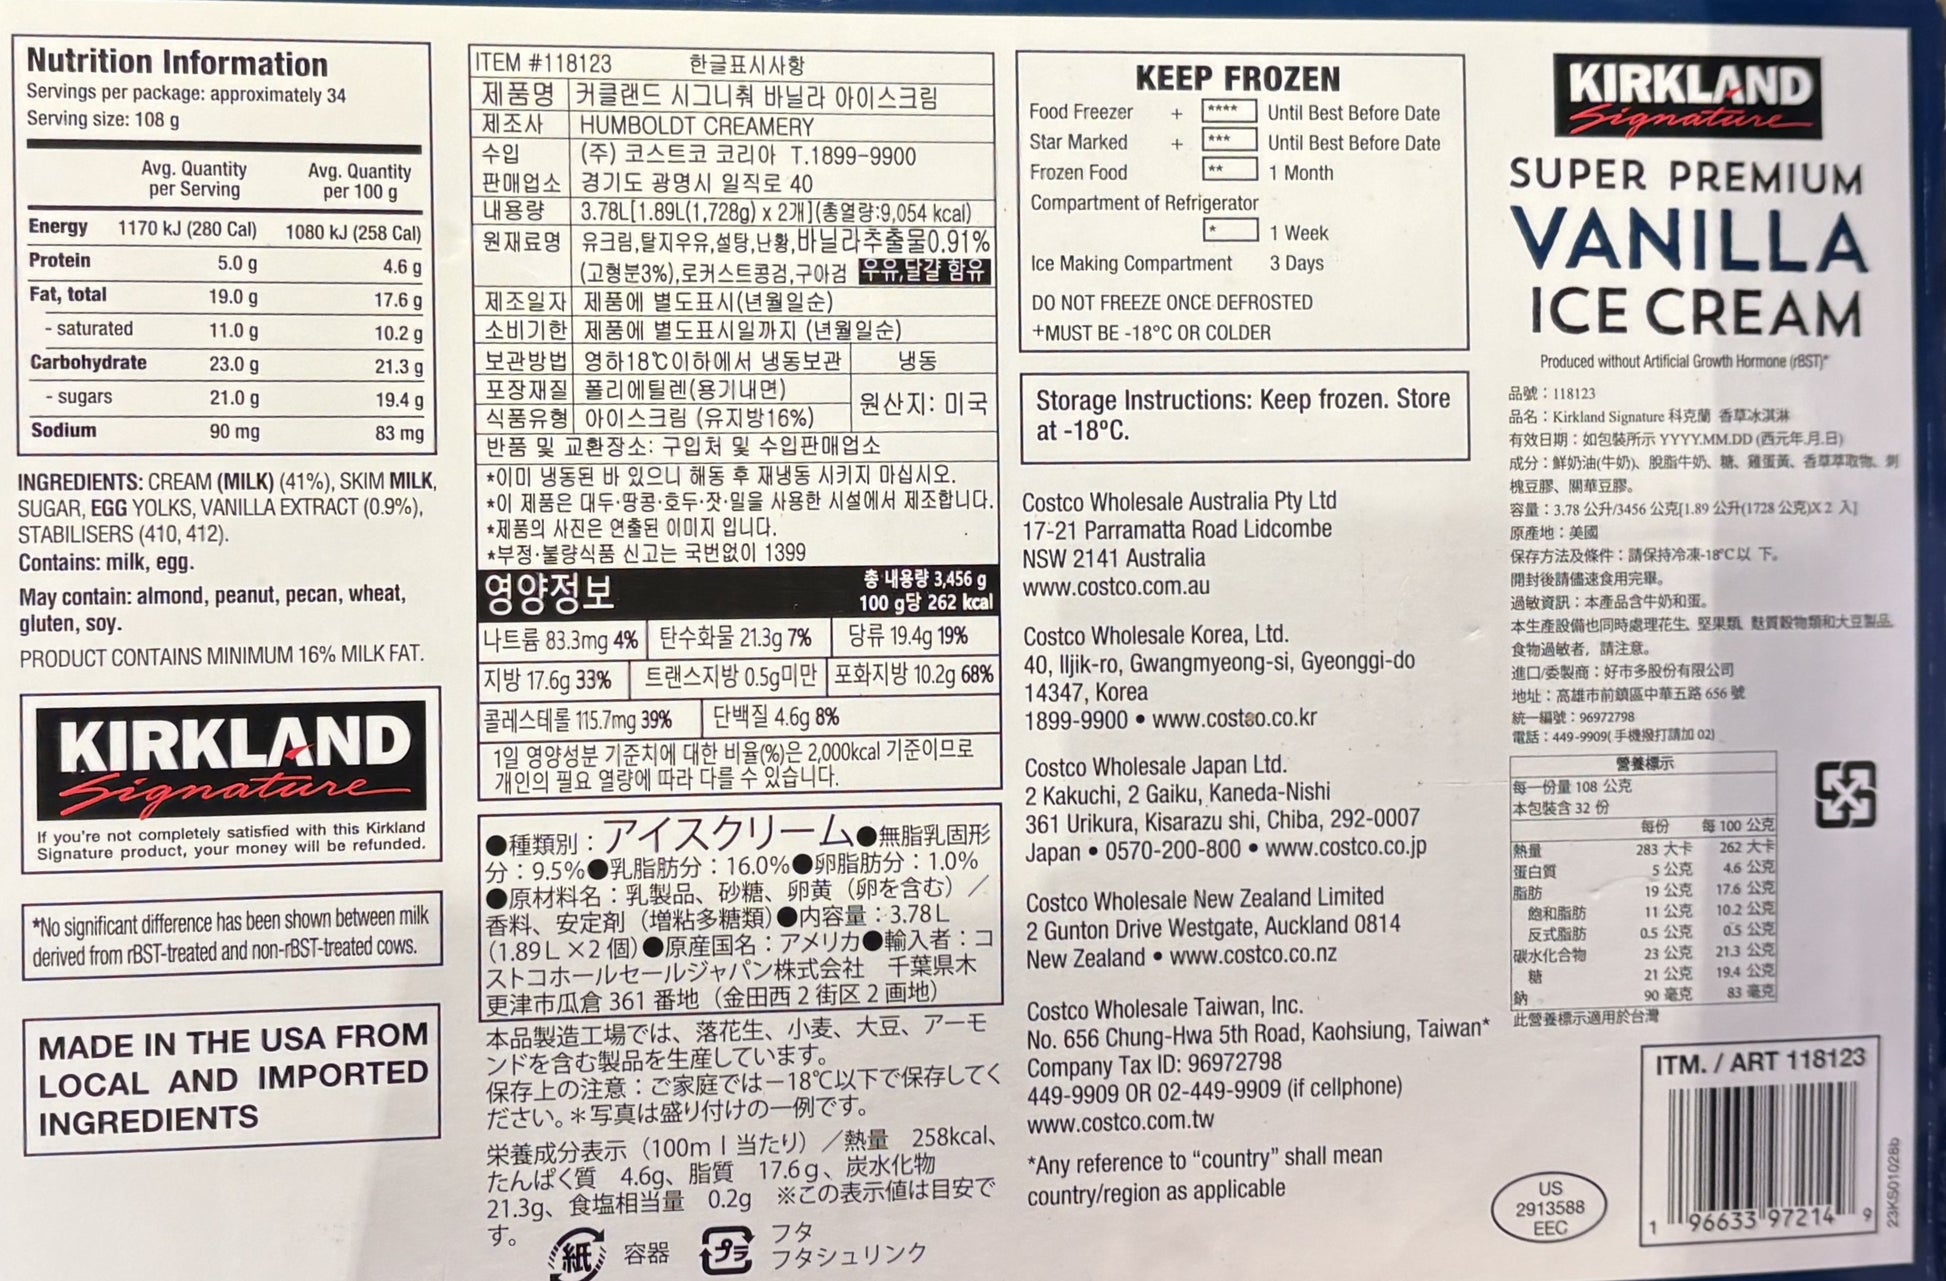 Nutrition Information
Servings per package: approximately 34
Serving size: 108 g
Avg. Quantity per Serving Avg. Quantity per 100 g
Energy 1170 kJ (280 Cal) 1080 kJ (258 Cal)
Protein 5.0 g 4.6 g
Fat, total 19.0 g 17.6 g
- saturated 11.0 g 10.2 g
Carbohydrate 23.0 g 21.3 g
- sugars 21.0 g 19.4 g
Sodium 90 mg 83 mg
INGREDIENTS: CREAM (MILK) (41%), SKIM MILK,
SUGAR, EGG YOLKS, VANILLA EXTRACT (0.9%),
STABILISERS (410, 412).
Contains: milk, egg.
May contain: almond, peanut, pecan, wheat,
gluten, soy.
PRODUCT CONTAINS MINIMUM 16% MILK FAT.
KIRKLAND
Signature
If you're not completely satisfied with this Kirkland
Signature product, your money will be refunded.
*No significant difference has been shown between milk
derived from rBST-treated and non-rBST-treated cows.
MADE IN THE USA FROM
LOCAL AND IMPORTED
INGREDIENTS
ITEM #118123 한글표시사항
제품명 커클랜드 시그니춰 바닐라 아이스크림
제조사 HUMBOLDT CREAMERY
수입 (주) 코스트코 코리아 T.1899-9900
판매업소 경기도 광명시 일직로 40
내용량 3.78L[1.89L(1,728g) x 2개](총열량:9,054 kcal)
원재료명 유크림,탈지우유,설탕,난황,바닐라추출물0.91%
(고형분3%),로커스트콩검,구아검 우유,달걀 함유
제조일자 제품에 별도표시(년월일순)
소비기한 제품에 별도표시일까지 (년월일순)
보관방법 영하18℃이하에서 냉동보관 냉동
포장재질 폴리에틸렌(용기내면) 원산지: 미국
식품유형 아이스크림 (유지방16%)
반품 및 교환장소: 구입처 및 수입판매업소
*이미 냉동된 바 있으니 해동 후 재냉동 시키지 마십시오.
*이 제품은 대두·땅콩·호두·잣·밀을 사용한 시설에서 제조합니다.
*제품의 사진은 연출된 이미지 입니다.
*부정·불량식품 신고는 국번없이 1399
영양정보 총 내용량 3,456 g
100 g당 262 kcal
나트륨 83.3mg 4% 탄수화물 21.3g 7% 당류 19.4g 19%
지방 17.6g 33% 트랜스지방 0.5g미만 포화지방 10.2g 68%
콜레스테롤 115.7mg 39% 단백질 4.6g 8%
1일 영양성분 기준치에 대한 비율(%)은 2,000kcal 기준이므로
개인의 필요 열량에 따라 다를 수 있습니다.
●種類別：アイスクリーム●無脂乳固形
分：9.5%●乳脂肪分：16.0%●卵脂肪分：1.0%
●原材料名：乳製品、砂糖、卵黄（卵を含む）／
香料、安定剤（増粘多糖類）●内容量：3.78L
(1.89L×2個)●原産国名：アメリカ●輸入者：コ
ストコホールセールジャパン株式会社 千葉県木
更津市瓜倉 361 番地（金田西２街区２画地）
本品製造工場では、落花生、小麦、大豆、アーモ
ンドを含む製品を生産しています。
保存上の注意：ご家庭では－18℃以下で保存してく
ださい。＊写真は盛り付けの一例です。
栄養成分表示（100ml当たり）／熱量 258kcal、
たんぱく質 4.6g、脂質 17.6g、炭水化物
21.3g、食塩相当量 0.2g ※この表示値は目安で
す。
紙 容器 プラ フタ
フタシュリンク
KEEP FROZEN
Food Freezer + **** Until Best Before Date
Star Marked + *** Until Best Before Date
Frozen Food ** 1 Month
Compartment of Refrigerator
* 1 Week
Ice Making Compartment 3 Days
DO NOT FREEZE ONCE DEFROSTED
+MUST BE -18°C OR COLDER
Storage Instructions: Keep frozen. Store
at -18ºC.
Costco Wholesale Australia Pty Ltd
17-21 Parramatta Road Lidcombe
NSW 2141 Australia
www.costco.com.au
Costco Wholesale Korea, Ltd.
40, Iljik-ro, Gwangmyeong-si, Gyeonggi-do
14347, Korea
1899-9900 • www.costco.co.kr
Costco Wholesale Japan Ltd.
2 Kakuchi, 2 Gaiku, Kaneda-Nishi
361 Urikura, Kisarazu shi, Chiba, 292-0007
Japan • 0570-200-800 • www.costco.co.jp
Costco Wholesale New Zealand Limited
2 Gunton Drive Westgate, Auckland 0814
New Zealand • www.costco.co.nz
Costco Wholesale Taiwan, Inc.
No. 656 Chung-Hwa 5th Road, Kaohsiung, Taiwan*
Company Tax ID: 96972798
449-9909 OR 02-449-9909 (if cellphone)
www.costco.com.tw
*Any reference to “country” shall mean
country/region as applicable
KIRKLAND
Signature
SUPER PREMIUM
VANILLA
ICE CREAM
Produced without Artificial Growth Hormone (rBST)*
品號：118123
品名：Kirkland Signature 科克蘭 香草冰淇淋
有效日期：如包裝所示 YYYY.MM.DD (西元年.月.日)
成分：鮮奶油(牛奶)、脫脂牛奶、糖、雞蛋黃、香草萃取物、刺
槐豆膠、關華豆膠。
容量：3.78 公升/3456 公克[1.89 公升(1728 公克)X 2 入]
原產地：美國
保存方法及條件：請保持冷凍-18℃以 下。
開封後請儘速食用完畢。
過敏資訊：本產品含牛奶和蛋。
本生產設備也同時處理花生、堅果類、麩質穀物類和大豆製品。
食物過敏者，請注意。
進口/委製商：好市多股份有限公司
地址：高雄市前鎮區中華五路 656 號
統一編號：96972798
電話：449-9909( 手機撥打請加 02)
營養標示
每一份量 108 公克
本包裝含 32 份
每份 每 100 公克
熱量 283 大卡 262 大卡
蛋白質 5 公克 4.6 公克
脂肪 19 公克 17.6 公克
飽和脂肪 11 公克 10.2 公克
反式脂肪 0.5 公克 0.5 公克
碳水化合物 23 公克 21.3 公克
糖 21 公克 19.4 公克
鈉 90 毫克 83 毫克
此營養標示適用於台灣
ITM. / ART 118123
1 96633 97214 9
US
2913588
EEC
23KS01028b